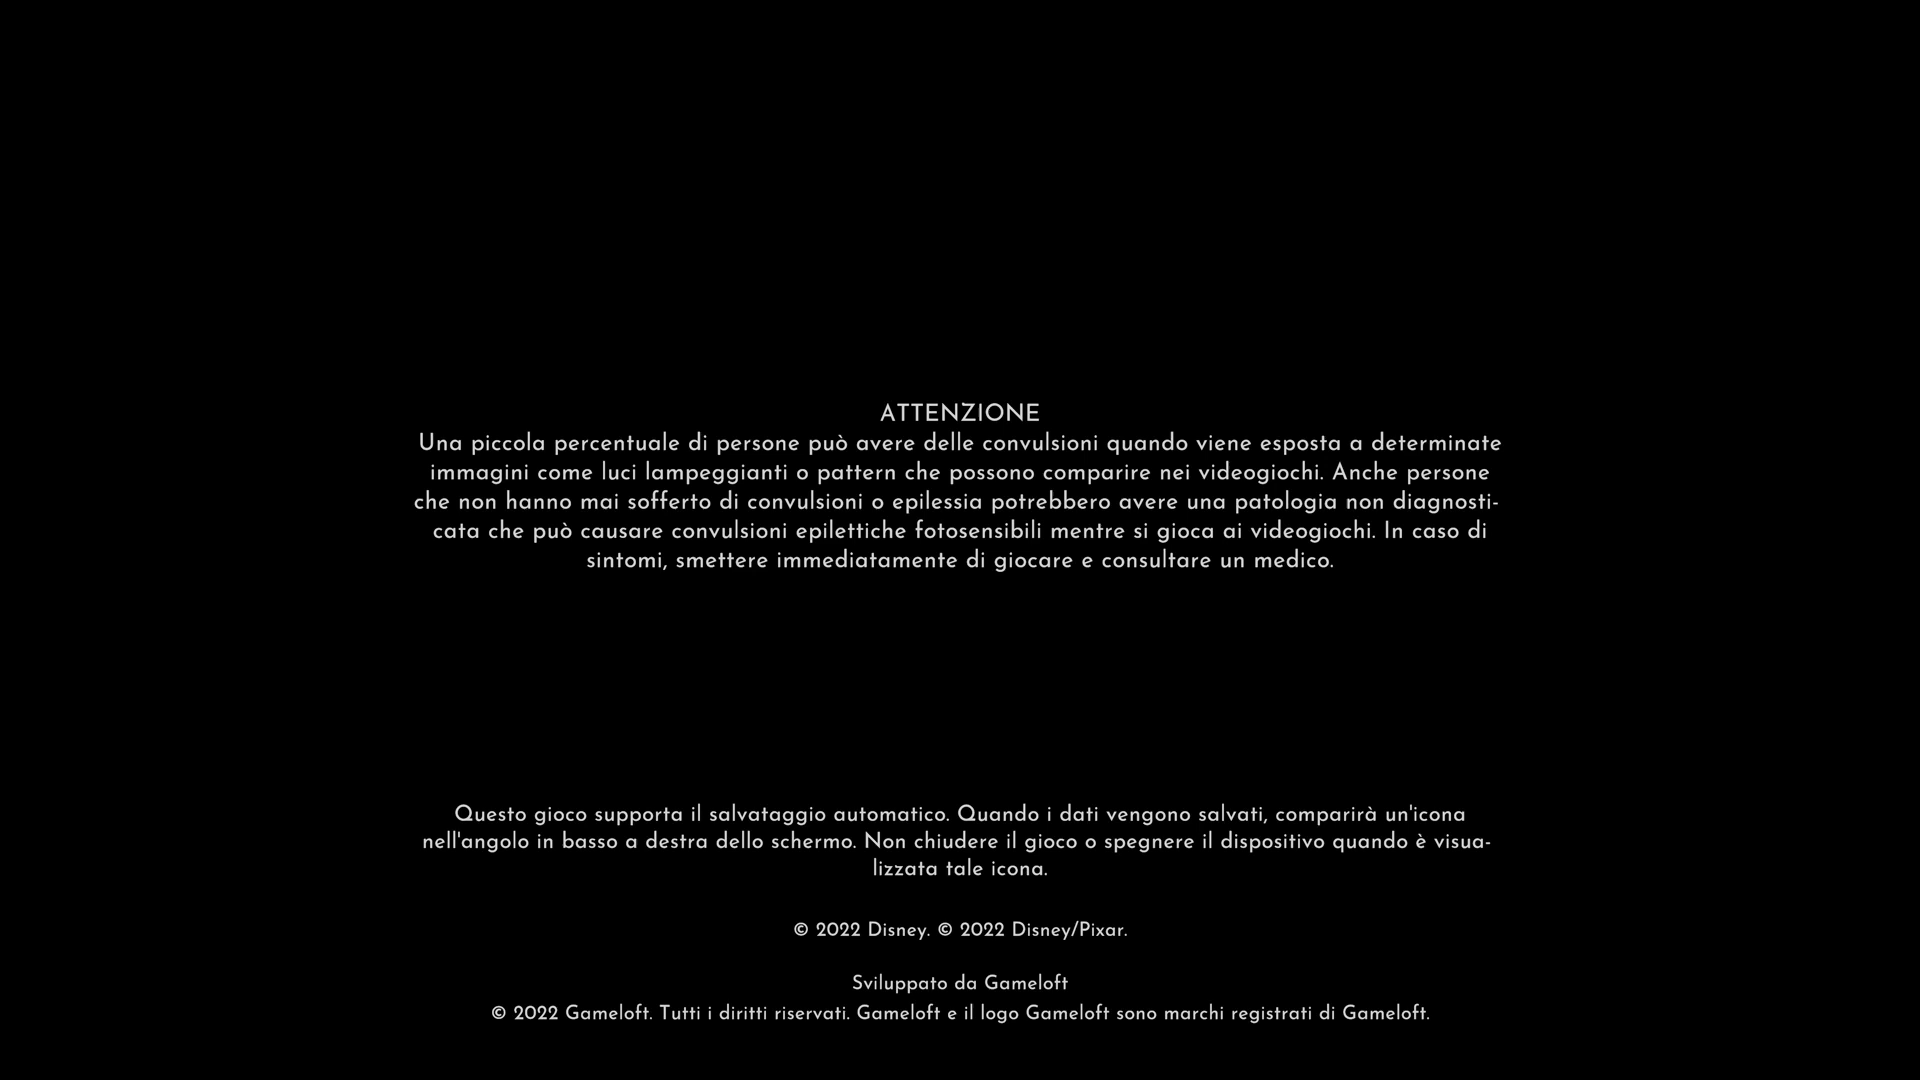 ATTENZIONE
Una piccola percentuale di persone può avere delle convulsioni quando viene esposta a determinate
immagini come luci lampeggianti o pattern che possono comparire nei videogiochi. Anche persone
che non hanno mai sofferto di convulsioni o epilessia potrebbero avere una patologia non diagnosti-
cata che può causare convulsioni epilettiche fotosensibili mentre si gioca ai videogiochi. In caso di
sintomi, smettere immediatamente di giocare e consultare un medico.
Questo gioco supporta il salvataggio automatico. Quando i dati vengono salvati, comparirà un'icona
nell'angolo in basso a destra dello schermo. Non chiudere il gioco o spegnere il dispositivo quando è visua-
lizzata tale icona.
© 2022 Disney. © 2022 Disney/Pixar.
Sviluppato da Gameloft
© 2022 Gameloft. Tutti i diritti riservati. Gameloft e il logo Gameloft sono marchi registrati di Gameloft.